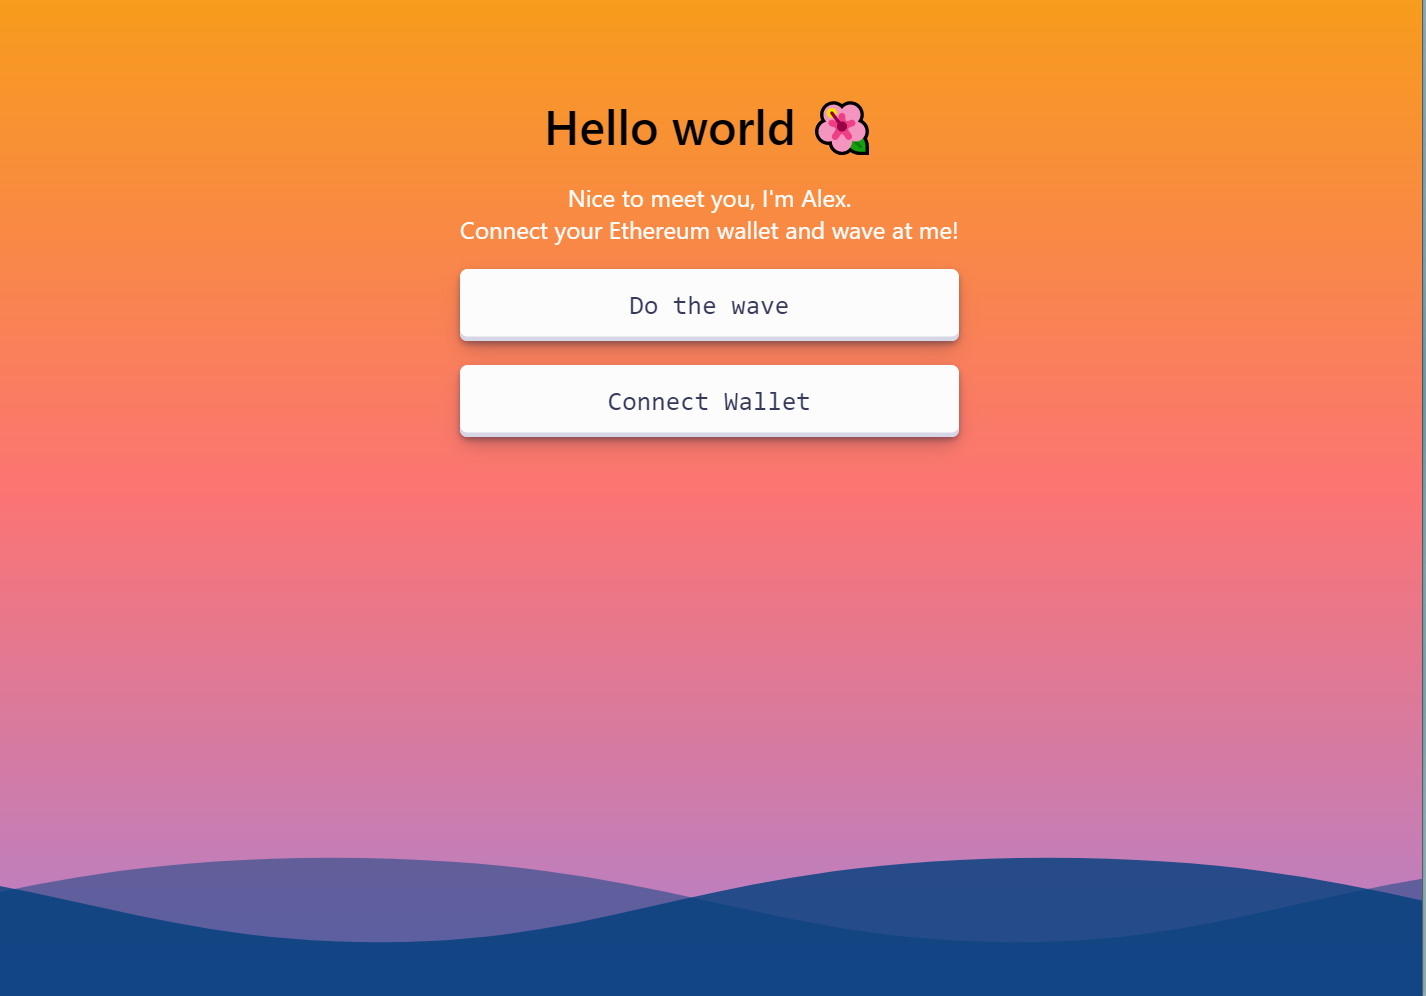 Hello world 🌺
Nice to meet you, I'm Alex.
Connect your Ethereum wallet and wave at me!
Do the wave
Connect Wallet